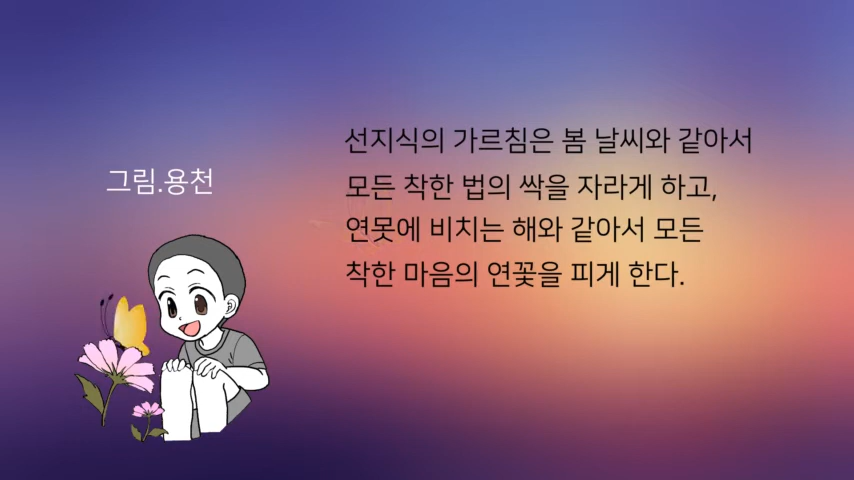 그림.용천
선지식의 가르침은 봄 날씨와 같아서
모든 착한 법의 싹을 자라게 하고,
연못에 비치는 해와 같아서 모든
착한 마음의 연꽃을 피게 한다.